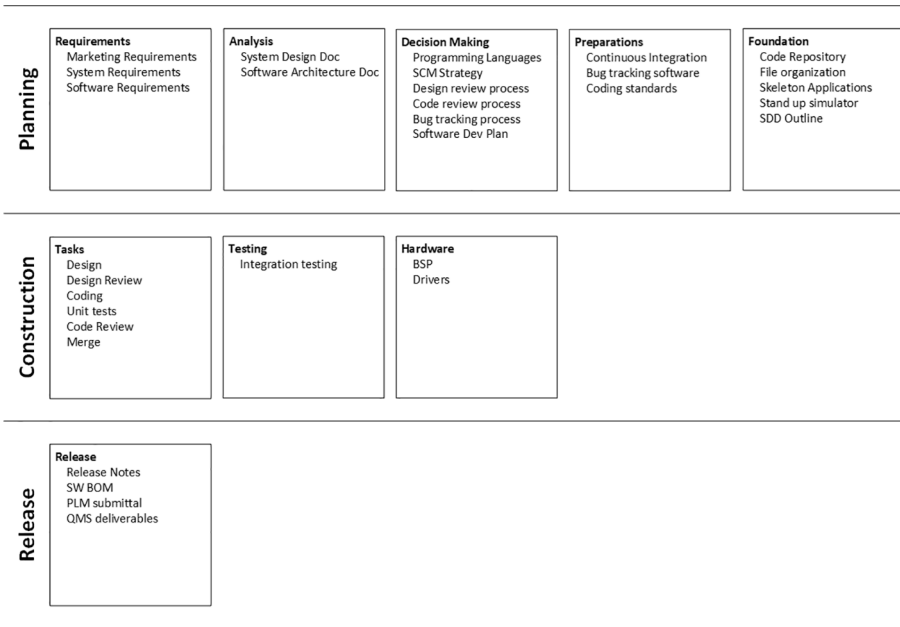 Planning
Requirements
Marketing Requirements
System Requirements
Software Requirements
Analysis
System Design Doc
Software Architecture Doc
Decision Making
Programming Languages
SCM Strategy
Design review process
Code review process
Bug tracking process
Software Dev Plan
Preparations
Continuous Integration
Bug tracking software
Coding standards
Foundation
Code Repository
File organization
Skeleton Applications
Stand up simulator
SDD Outline
Construction
Tasks
Design
Design Review
Coding
Unit tests
Code Review
Merge
Testing
Integration testing
Hardware
BSP
Drivers
Release
Release
Release Notes
SW BOM
PLM submittal
QMS deliverables